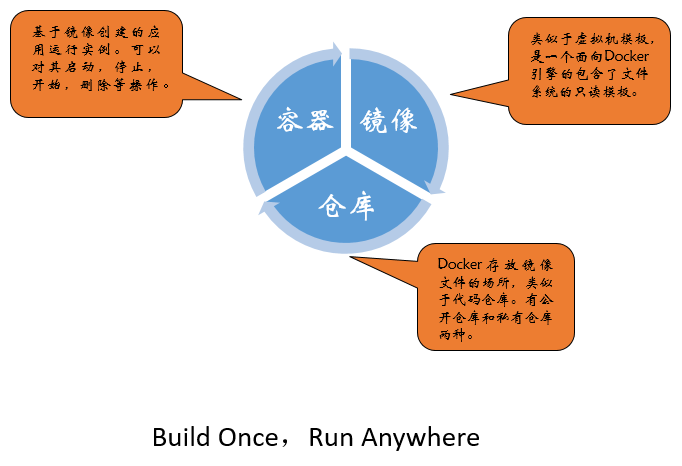 基于镜像创建的应
用运行实例。可以
对其启动，停止，
开始，删除等操作。
类似于虚拟机模板，
是一个面向Docker
引擎的包含了文件
系统的只读模板。
容器
镜像
仓库
Docker存放镜像
文件的场所，类似
于代码仓库。有公
开仓库和私有仓库
两种。
Build Once，Run Anywhere